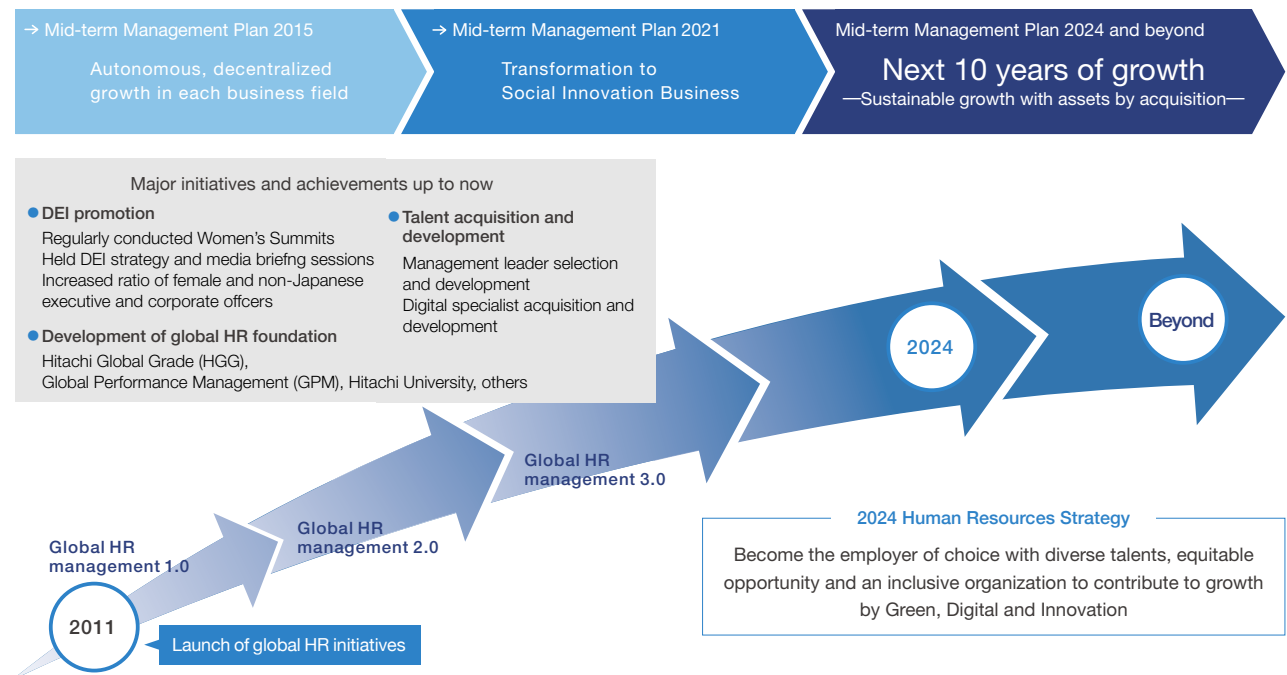 → Mid-term Management Plan 2015
Autonomous, decentralized
growth in each business field
→ Mid-term Management Plan 2021
Transformation to
Social Innovation Business
Mid-term Management Plan 2024 and beyond
Next 10 years of growth
—Sustainable growth with assets by acquisition—
Major initiatives and achievements up to now
● DEI promotion
Regularly conducted Women's Summits
Held DEI strategy and media briefng sessions
Increased ratio of female and non-Japanese
executive and corporate offcers
● Development of global HR foundation
Hitachi Global Grade (HGG),
Global Performance Management (GPM), Hitachi University, others
● Talent acquisition and
development
Management leader selection
and development
Digital specialist acquisition and
development
Beyond
2024
Global HR
management 3.0
Global HR
management 2.0
Global HR
management 1.0
2011
Launch of global HR initiatives
2024 Human Resources Strategy
Become the employer of choice with diverse talents, equitable
opportunity and an inclusive organization to contribute to growth
by Green, Digital and Innovation